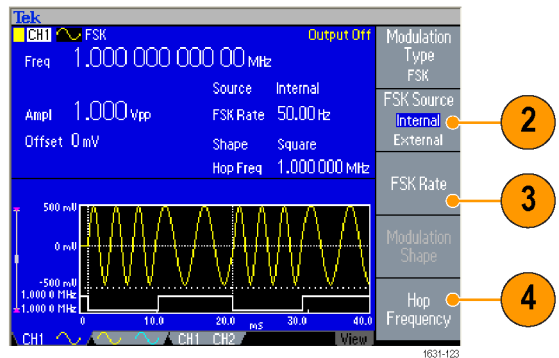 Tek
CH1 FSK Output Off
Freq 1.000 000 000 00 MHz
Source Internal
Ampl 1.000 Vpp FSK Rate 50.00 Hz
Offset 0 mV Shape Square
Hop Freq 1.000 000 MHz
500 mV
0 mV
-500 mV
1.000 0 MHz
1.000 0 MHz
0 10.0 20.0 ms 30.0 40.0
CH1 CH1 CH2 View
Modulation
Type
FSK
FSK Source
Internal
External
2
FSK Rate
3
Modulation
Shape
Hop
Frequency
4
1631-123